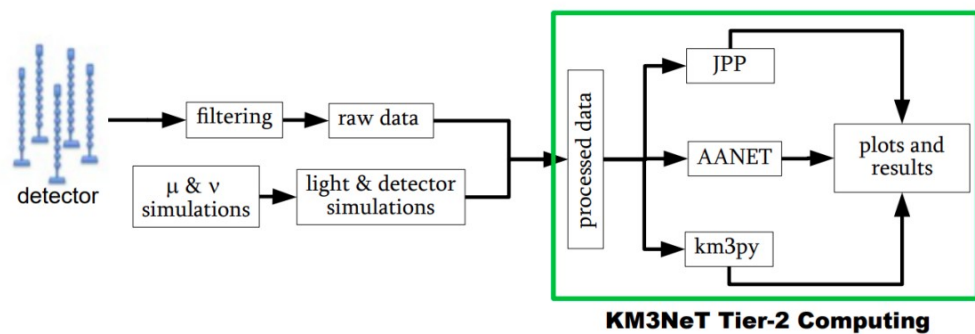 detector
filtering
raw data
μ & ν
simulations
light & detector
simulations
processed data
JPP
AANET
km3py
plots and
results
KM3NeT Tier-2 Computing